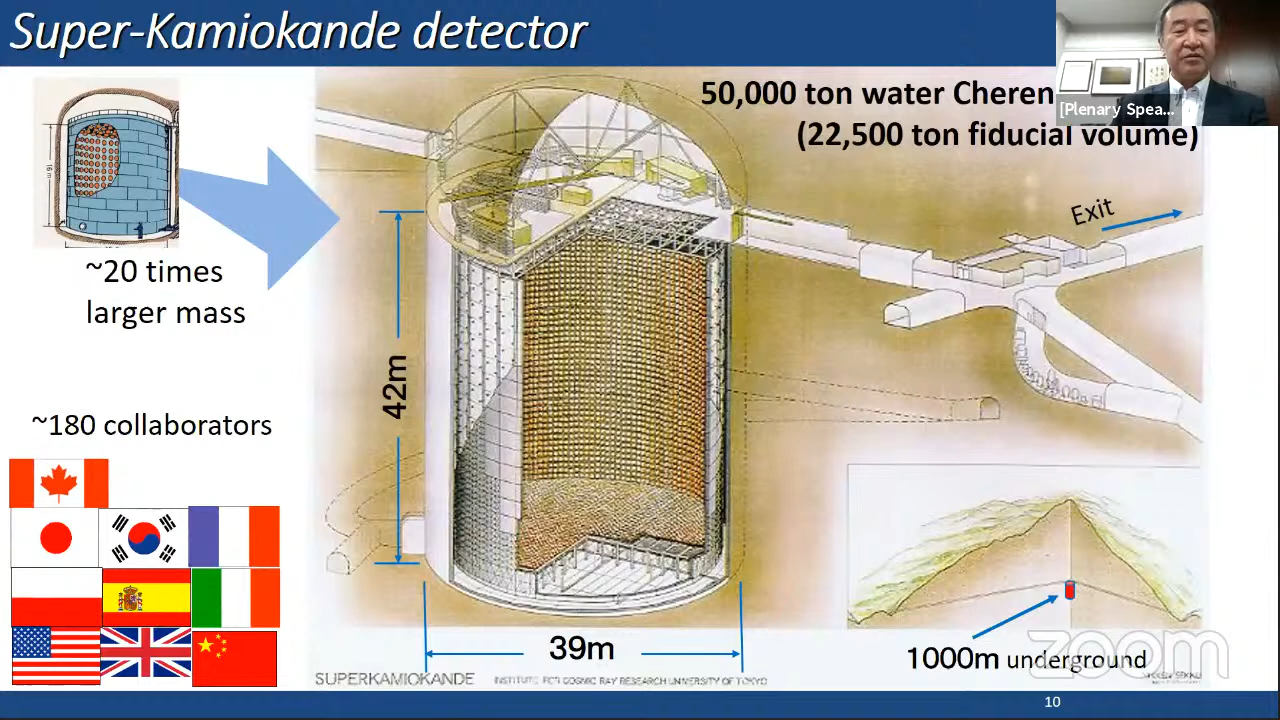 Super-Kamiokande detector
[Plenary Spea...
50,000 ton water Cheren
(22,500 ton fiducial volume)
Exit
~20 times
larger mass
42m
~180 collaborators
39m
1000m underground
zoom
SUPERKAMIOKANDE
INSTITUTE FOR COSMIC RAY RESEARCH UNIVERSITY OF TOKYO
10